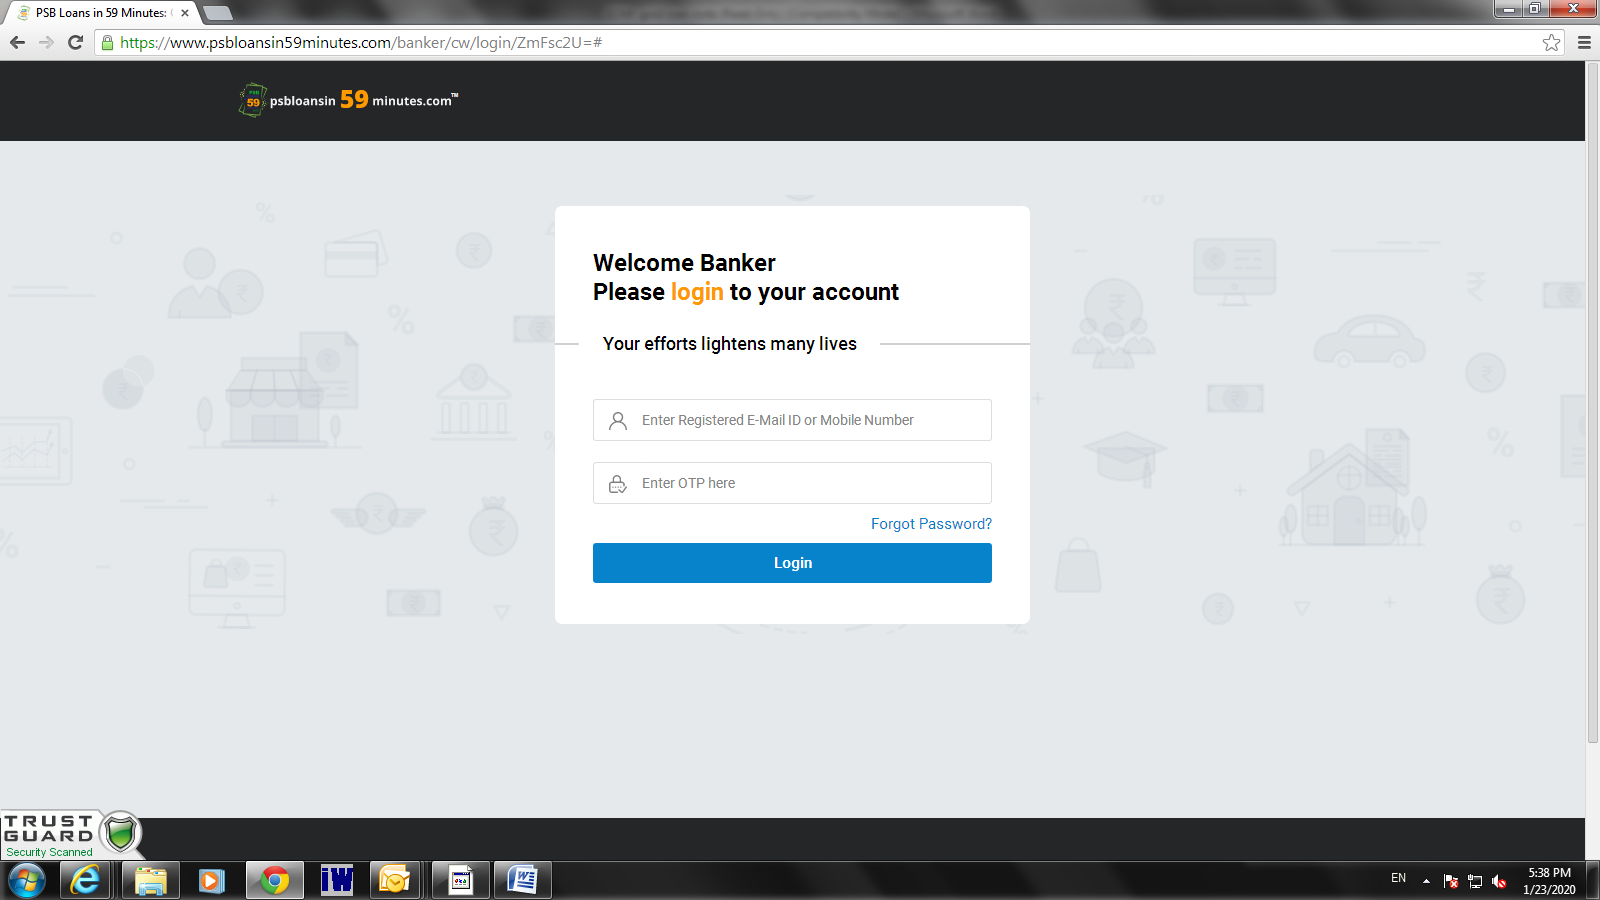 PSB Loans in 59 Minutes:
https://www.psbloansin59minutes.com/banker/cw/login/ZmFsc2U=#
PSB
59
psbloansin 59 minutes.com™
Welcome Banker
Please login to your account
Your efforts lightens many lives
Enter Registered E-Mail ID or Mobile Number
Enter OTP here
Forgot Password?
Login
TRUST
GUARD
Security Scanned
iW
EN
5:38 PM
1/23/2020